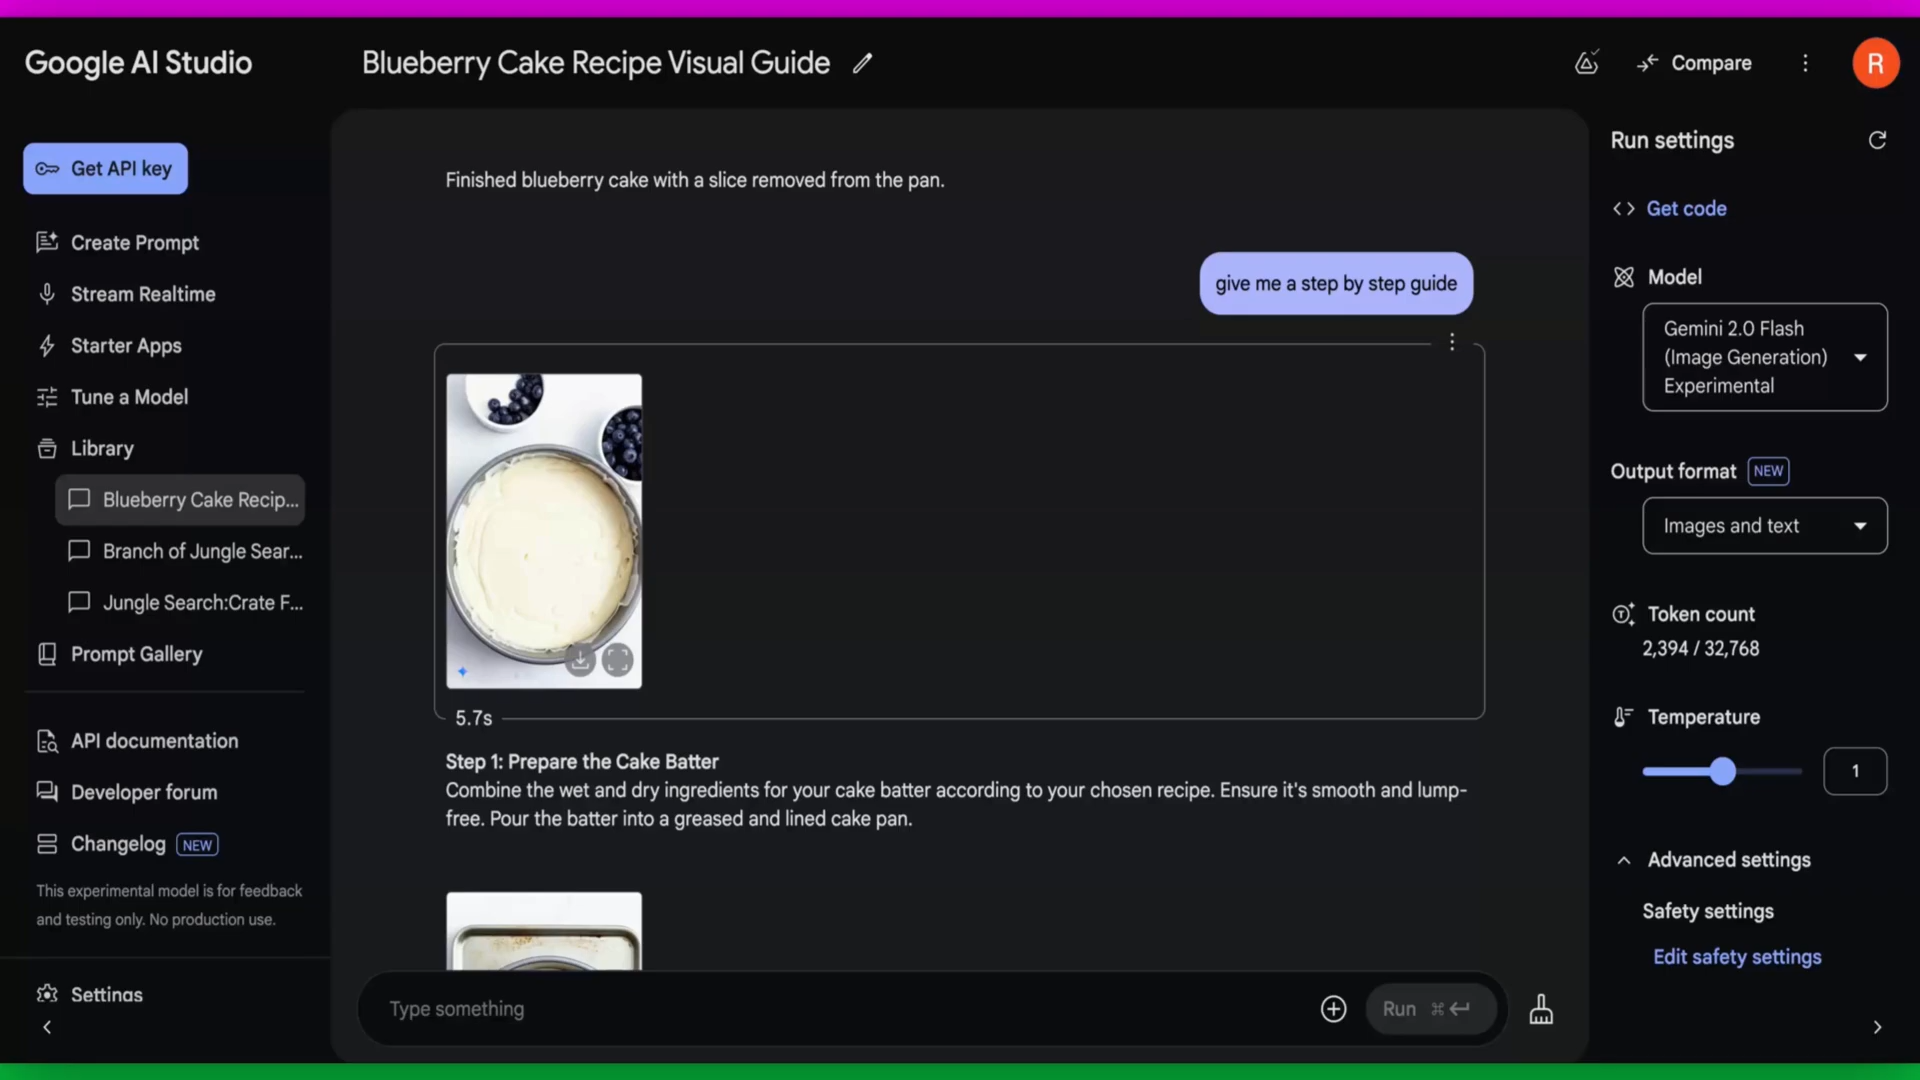 Google AI Studio
Blueberry Cake Recipe Visual Guide
Compare
R
Get API key
Create Prompt
Stream Realtime
Starter Apps
Tune a Model
Library
Blueberry Cake Recip...
Branch of Jungle Sear...
Jungle Search:Crate F...
Prompt Gallery
API documentation
Developer forum
Changelog NEW
This experimental model is for feedback
and testing only. No production use.
Settings
Finished blueberry cake with a slice removed from the pan.
give me a step by step guide
5.7s
Step 1: Prepare the Cake Batter
Combine the wet and dry ingredients for your cake batter according to your chosen recipe. Ensure it's smooth and lump-
free. Pour the batter into a greased and lined cake pan.
Type something
Run ⌘↵
Run settings
Get code
Model
Gemini 2.0 Flash
(Image Generation)
Experimental
Output format NEW
Images and text
Token count
2,394 / 32,768
Temperature
1
Advanced settings
Safety settings
Edit safety settings